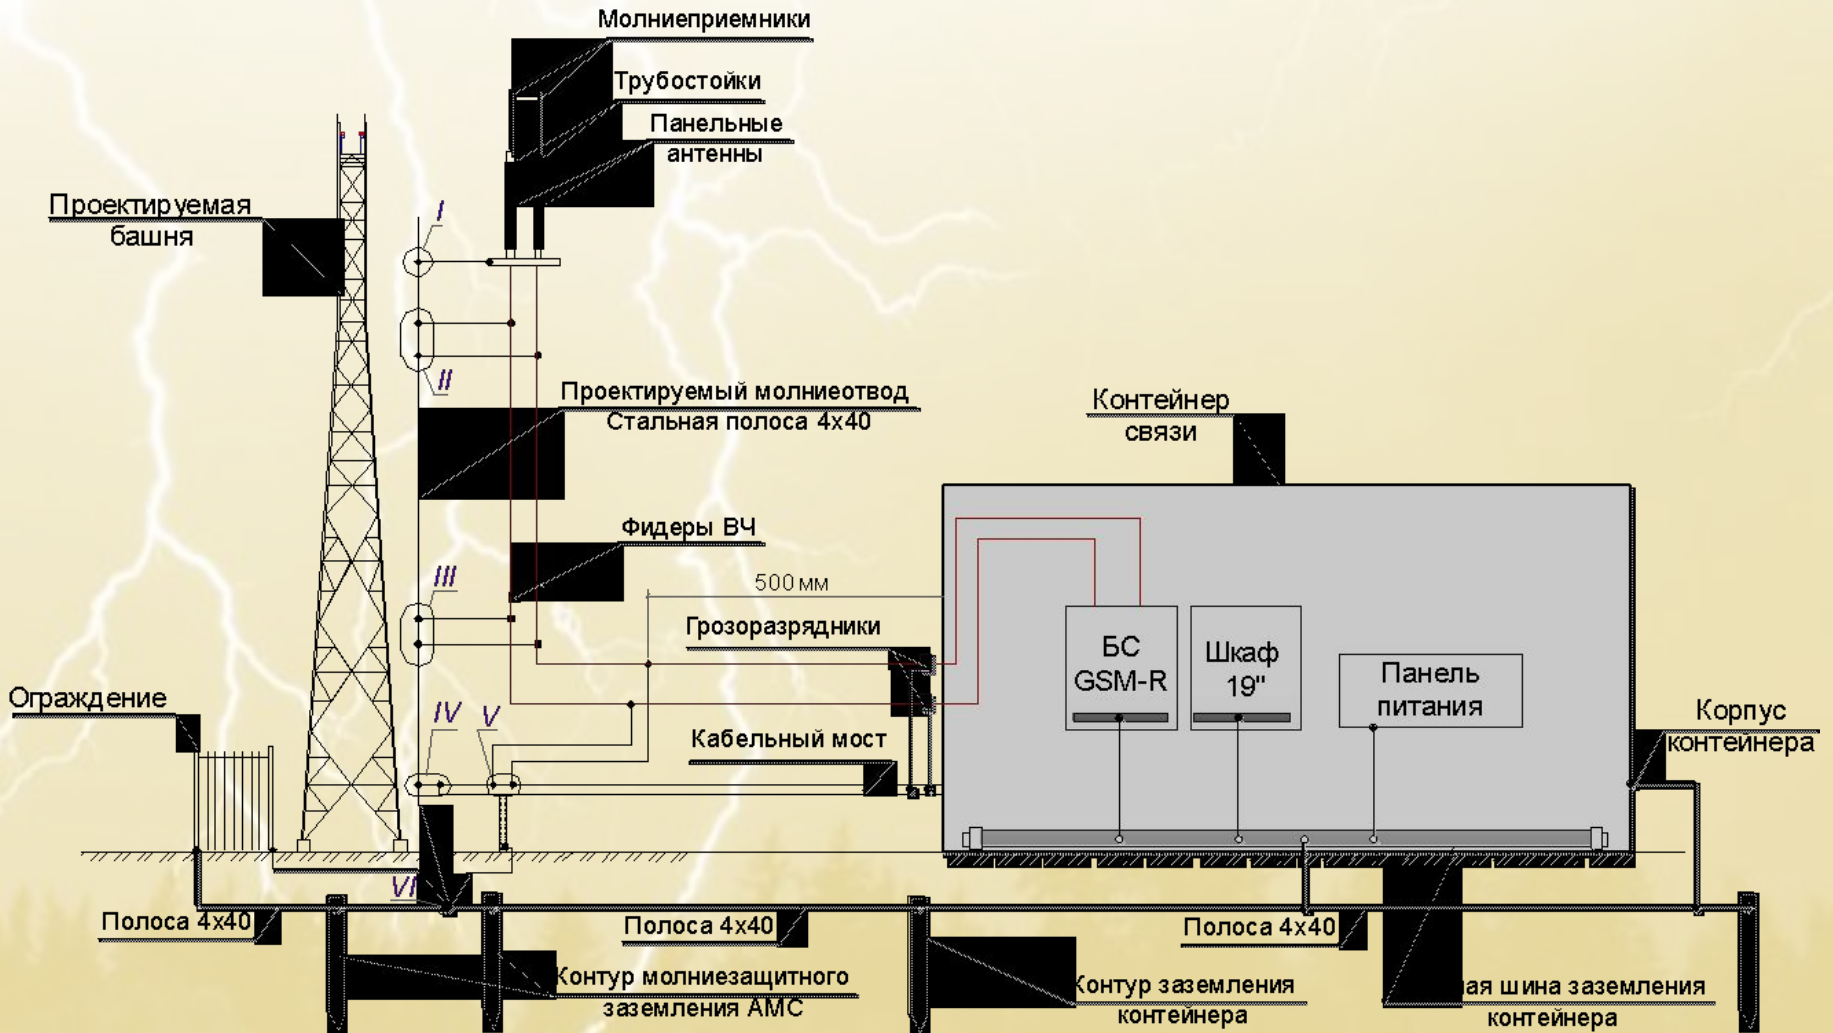 Молниеприемники
Трубостойки
Панельные
антенны
Проектируемая
башня
I
II
Проектируемый молниеотвод
Стальная полоса 4х40
Контейнер
связи
Фидеры ВЧ
III
500 мм
Грозоразрядники
БС
GSM-R
Шкаф
19"
Панель
питания
Ограждение
IV
V
Кабельный мост
Корпус
контейнера
VI
Полоса 4х40
Полоса 4х40
Полоса 4х40
Контур молниезащитного
заземления АМС
Контур заземления
контейнера
шина заземления
контейнера